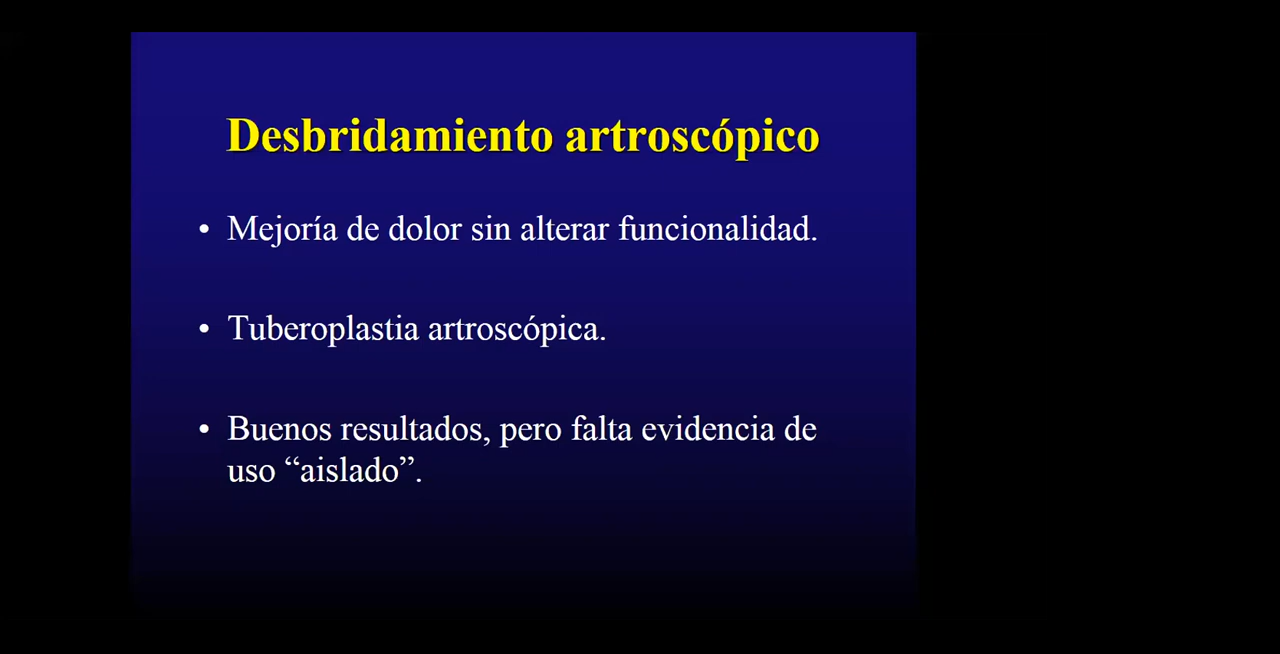 Desbridamiento artroscópico
• Mejoría de dolor sin alterar funcionalidad.
• Tuberoplastia artroscópica.
• Buenos resultados, pero falta evidencia de
uso “aislado”.